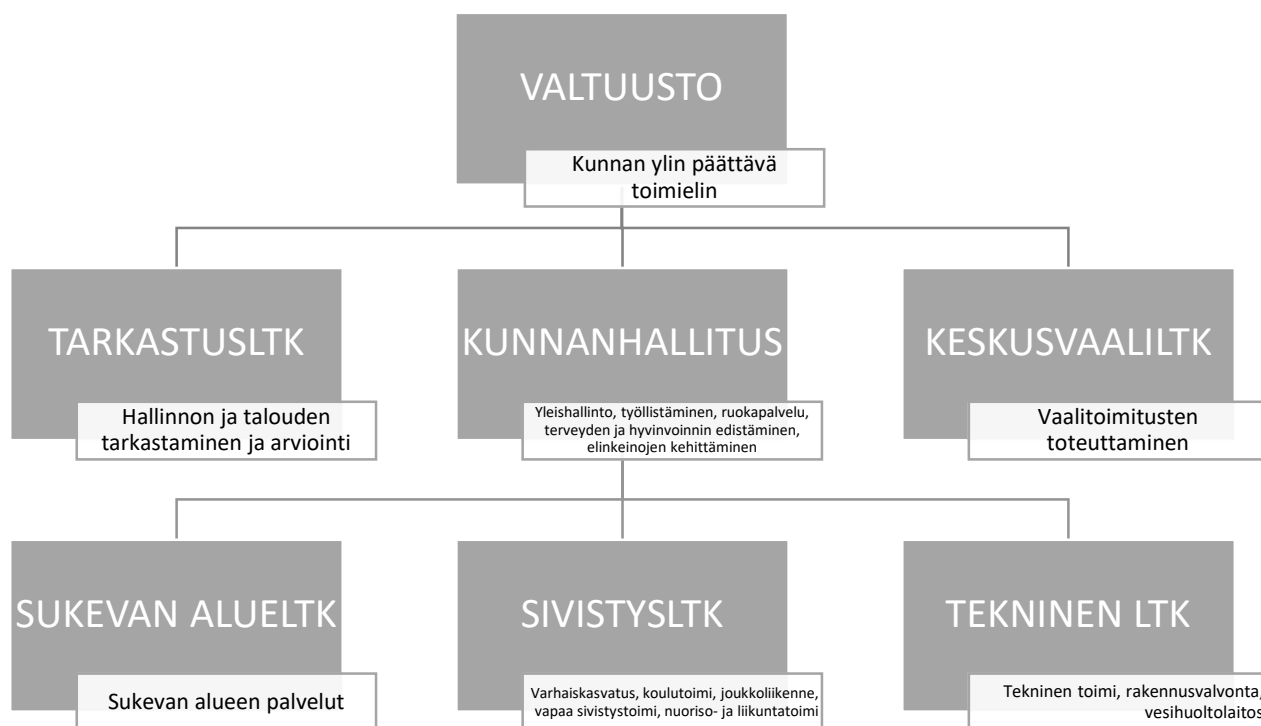 VALTUUSTO
Kunnan ylin päättävä
toimielin
TARKASTUSLTK
Hallinnon ja talouden
tarkastaminen ja arviointi
KUNNANHALLITUS
Yleishallinto, työllistäminen, ruokapalvelu,
terveyden ja hyvinvoinnin edistäminen,
elinkeinojen kehittäminen
KESKUSVAALILTK
Vaalitoimitusten
toteuttaminen
SUKEVAN ALUELTK
Sukevan alueen palvelut
SIVISTYSLTK
Varhaiskasvatus, koulutoimi, joukkoliikenne,
vapaa sivistystoimi, nuoriso- ja liikuntatoimi
TEKNINEN LTK
Tekninen toimi, rakennusvalvonta,
vesihuoltolaitos